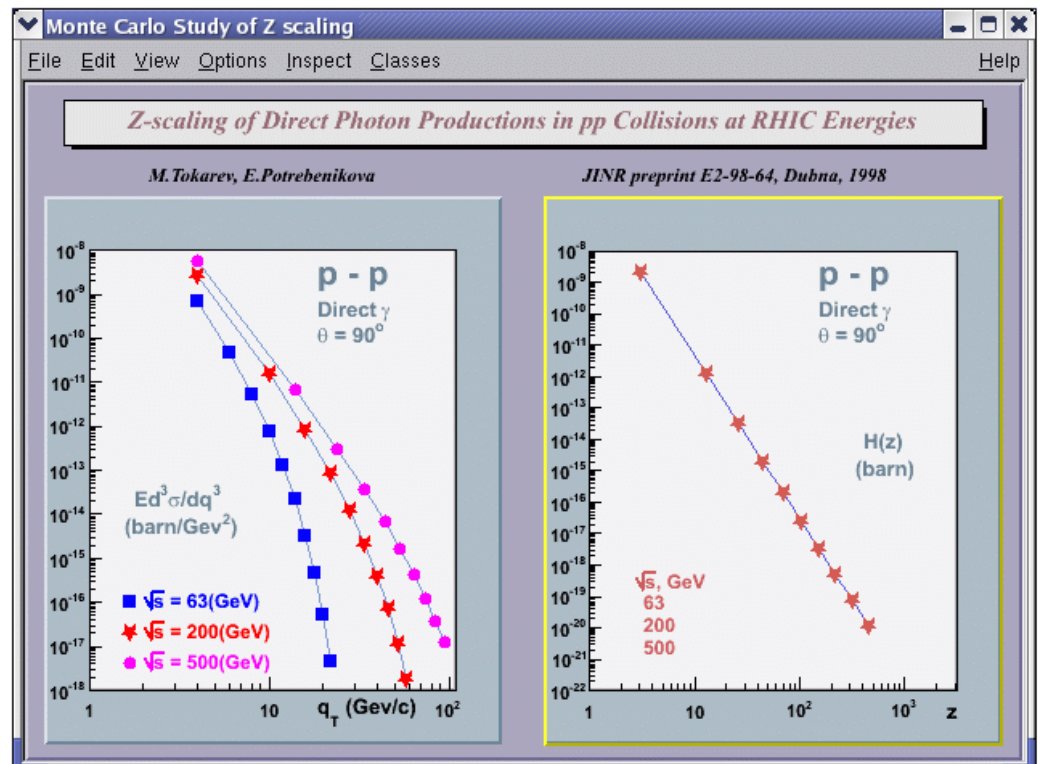 Monte Carlo Study of Z scaling
File Edit View Options Inspect Classes Help
Z-scaling of Direct Photon Productions in pp Collisions at RHIC Energies
M.Tokarev, E.Potrebenikova
JINR preprint E2-98-64, Dubna, 1998
10⁻⁸
10⁻⁹
10⁻¹⁰
10⁻¹¹
10⁻¹²
10⁻¹³
10⁻¹⁴
10⁻¹⁵
10⁻¹⁶
10⁻¹⁷
10⁻¹⁸
p - p
Direct γ
θ = 90°
Ed³σ/dq³
(barn/Gev²)
√s = 63(GeV)
√s = 200(GeV)
√s = 500(GeV)
1 10 q_T (Gev/c) 10²
10⁻⁸
10⁻⁹
10⁻¹⁰
10⁻¹¹
10⁻¹²
10⁻¹³
10⁻¹⁴
10⁻¹⁵
10⁻¹⁶
10⁻¹⁷
10⁻¹⁸
10⁻¹⁹
10⁻²⁰
10⁻²¹
10⁻²²
p - p
Direct γ
θ = 90°
H(z)
(barn)
√s, GeV
63
200
500
1 10 10² 10³ z